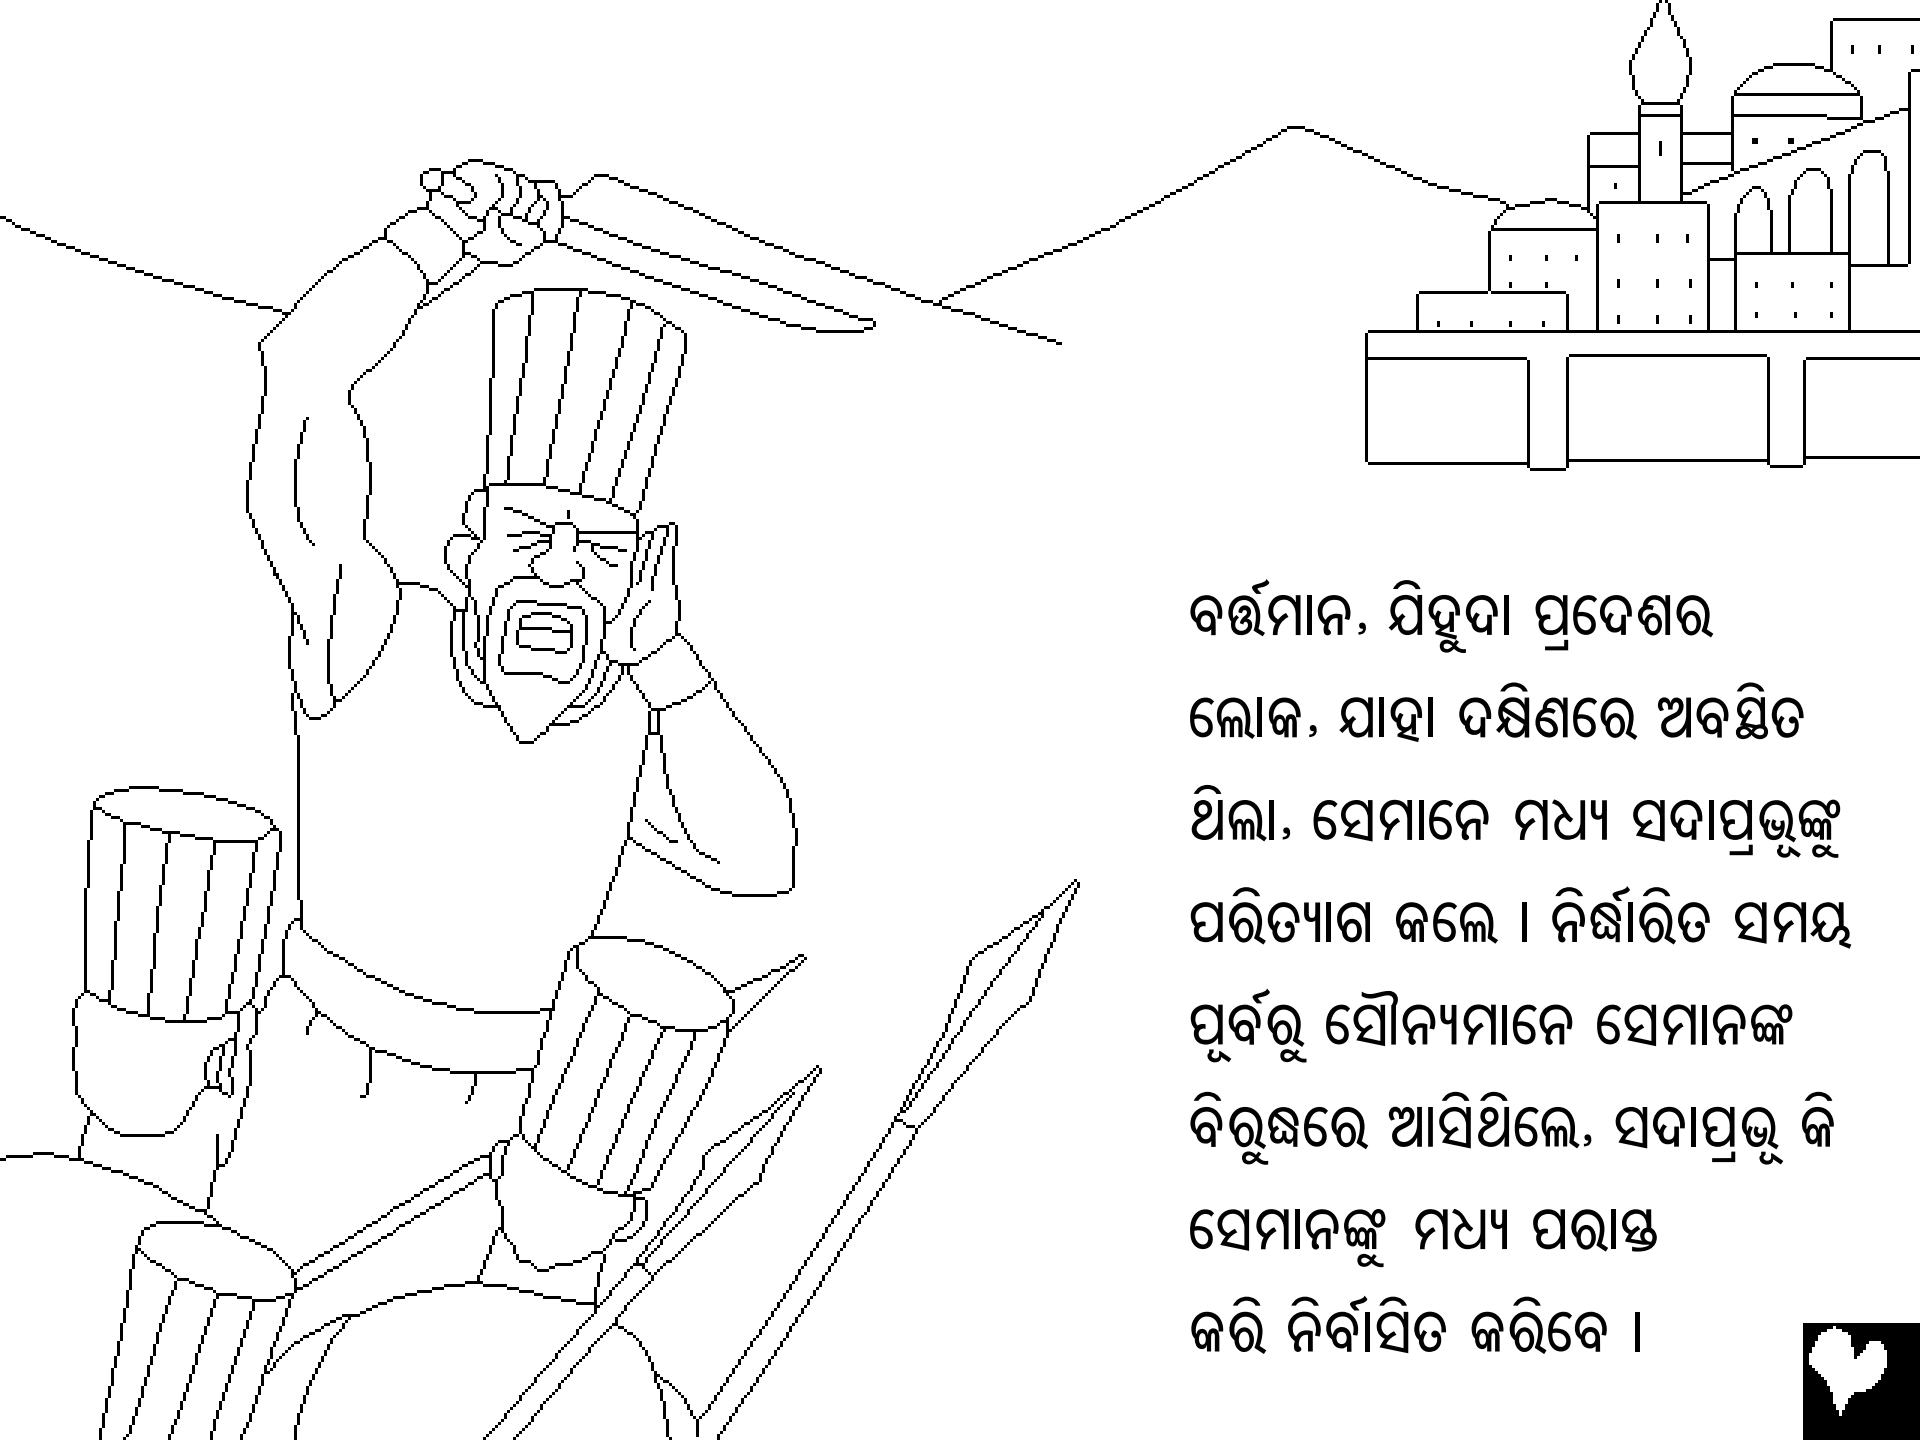 ବର୍ତ୍ତମାନ, ଯିହୁଦା ପ୍ରଦେଶର
ଲୋକ, ଯାହା ଦକ୍ଷିଣରେ ଅବସ୍ଥିତ
ଥିଲା, ସେମାନେ ମଧ୍ୟ ସଦାପ୍ରଭୂଙ୍କୁ
ପରିତ୍ୟାଗ କଲେ । ନିର୍ଦ୍ଧାରିତ ସମୟ
ପୂର୍ବରୁ ସୌନ୍ୟମାନେ ସେମାନଙ୍କ
ବିରୁଦ୍ଧରେ ଆସିଥିଲେ, ସଦାପ୍ରଭୂ କି
ସେମାନଙ୍କୁ ମଧ୍ୟ ପରାସ୍ତ
କରି ନିର୍ବାସିତ କରିବେ ।